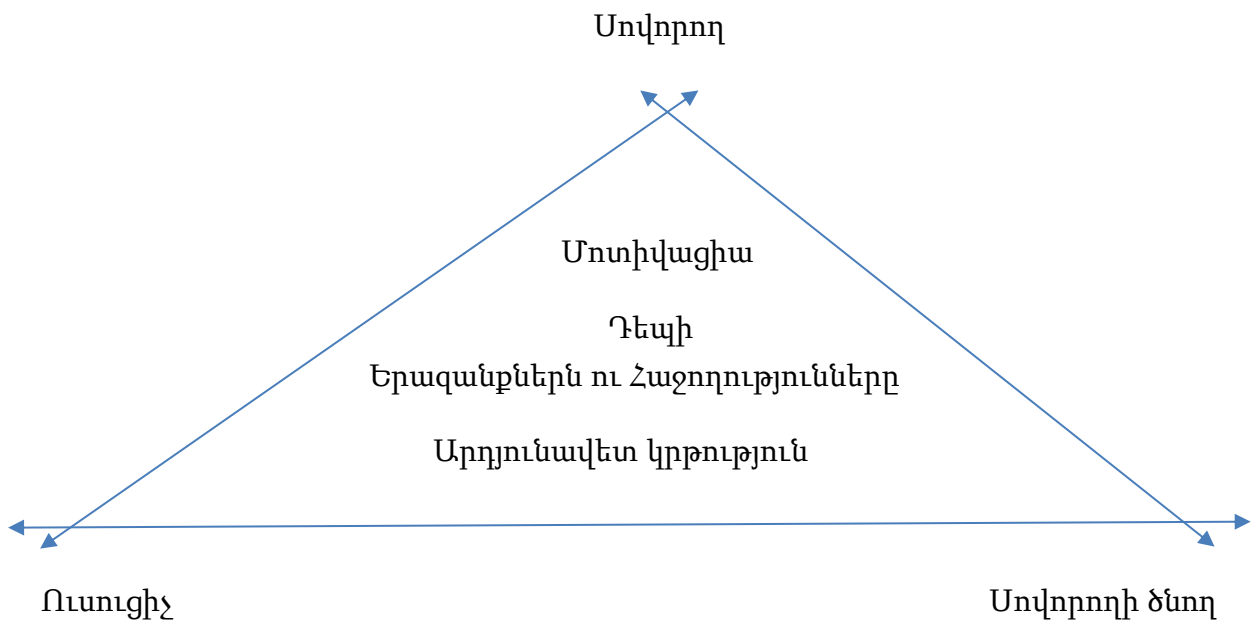 Սովորող
Մոտիվացիա
Դեպի
Երազանքներն ու Հաջողությունները
Արդյունավետ կրթություն
Ուսուցիչ
Սովորողի ծնող